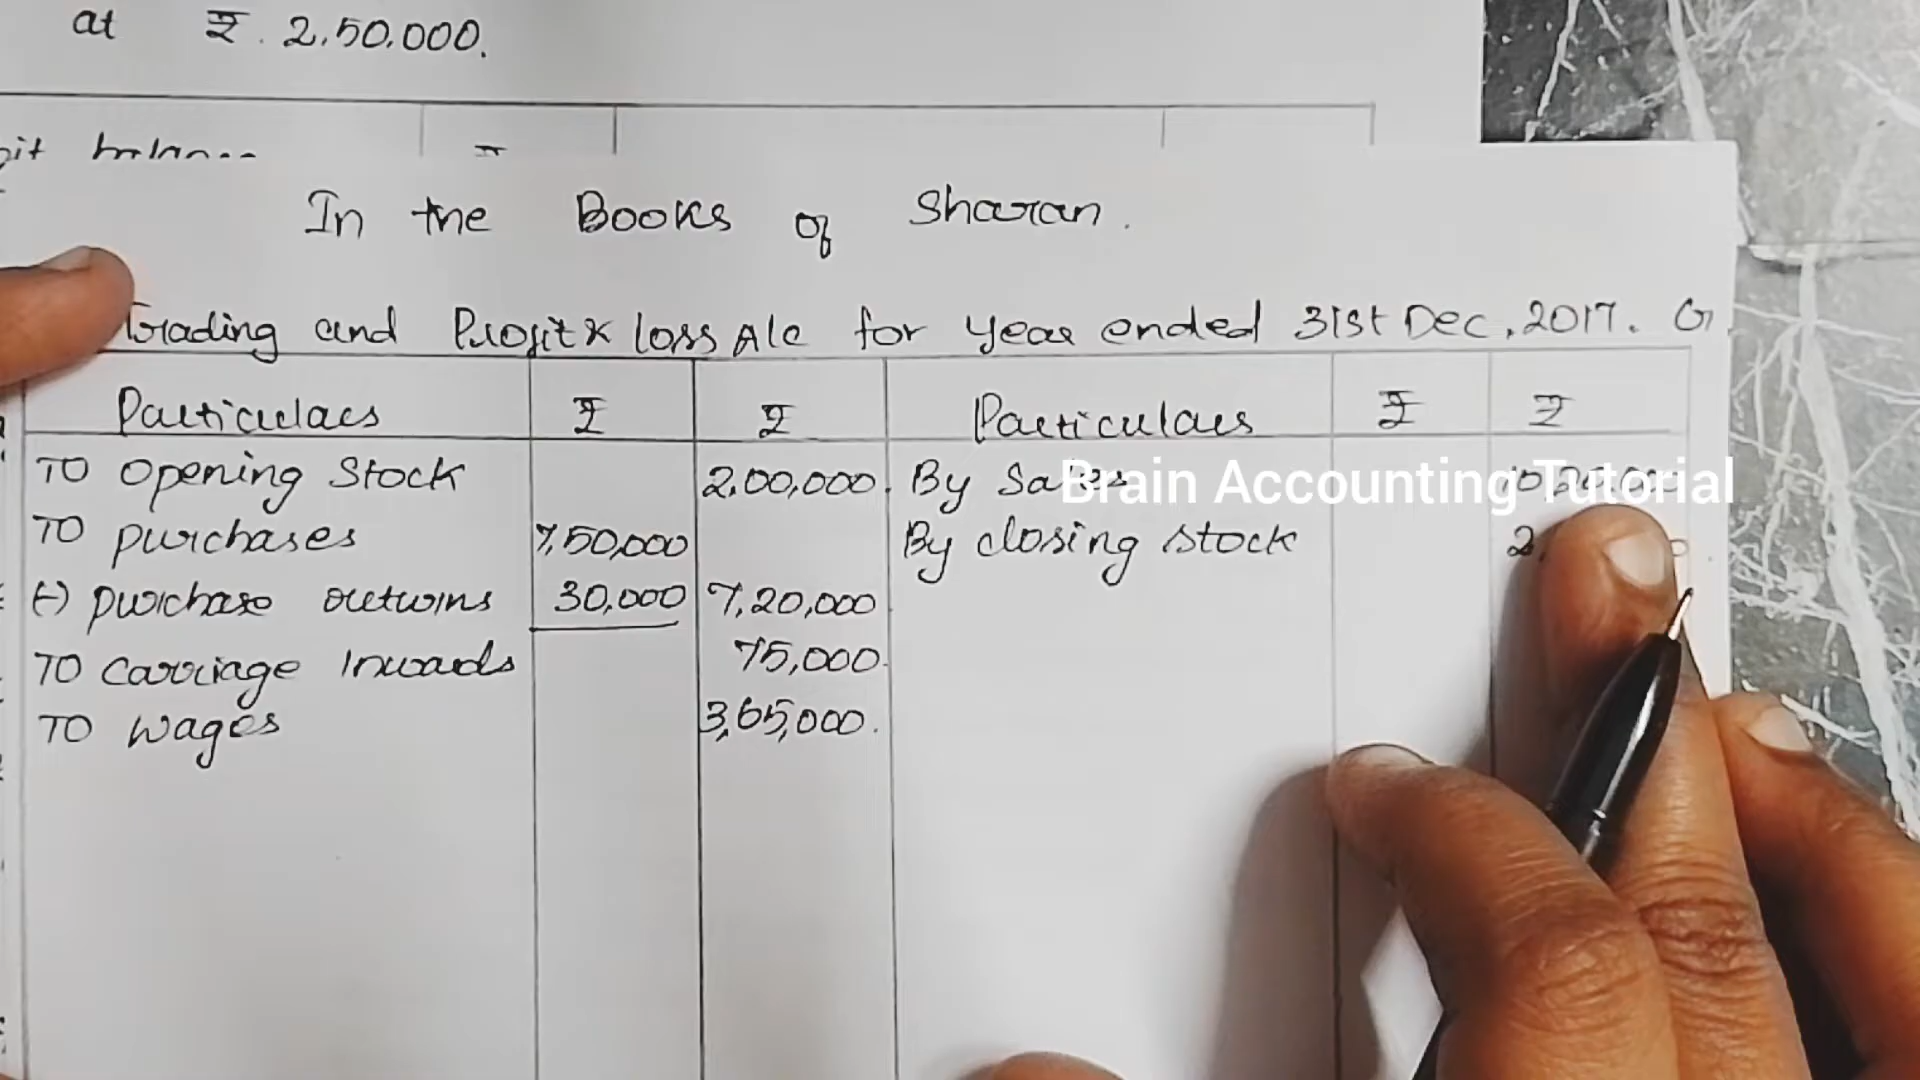 at ₹. 2,50,000.
In the Books of Sharan.
Trading and Profit & loss A/c for year ended 31st Dec, 2017. Cr.
Particulars ₹ ₹ Particulars ₹ ₹
TO Opening Stock 2,00,000. By Sales
TO purchases 7,50,000 By closing stock
(-) purchase returns 30,000 7,20,000
TO Carriage Inwards 75,000.
TO Wages 3,65,000.
Brain Accounting Tutorial